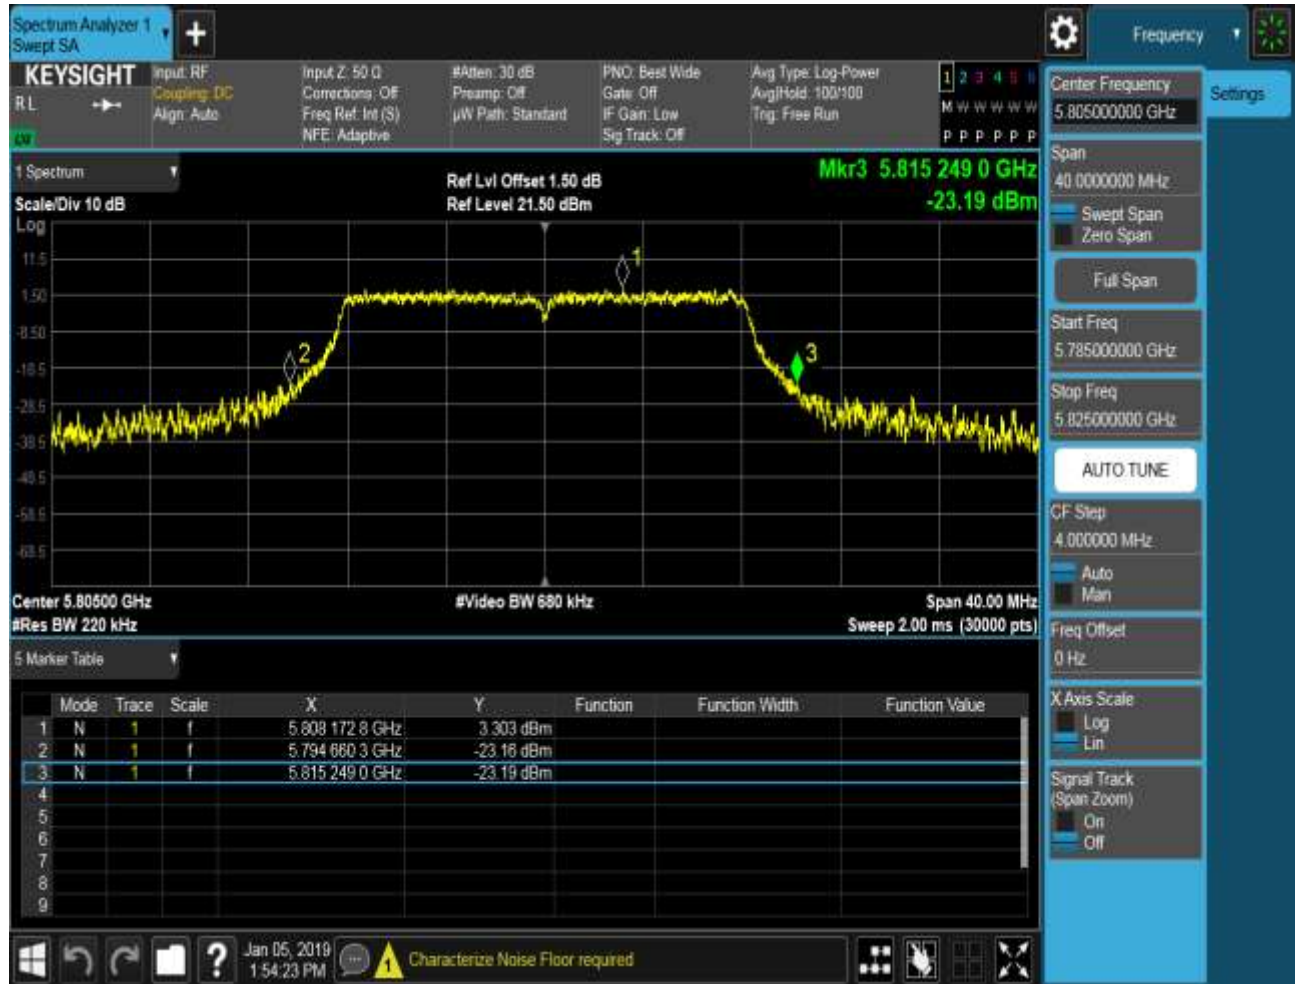 Spectrum Analyzer 1
Swept SA
Frequency
KEYSIGHT
Input: RF
Coupling: DC
Align: Auto
Input Z: 50 Ω
Corrections: Off
Freq Ref: Int (S)
NFE: Adaptive
#Atten: 30 dB
Preamp: Off
µW Path: Standard
PNO: Best Wide
Gate: Off
IF Gain: Low
Sig Track: Off
Avg Type: Log-Power
Avg|Hold: 100/100
Trig: Free Run
1 2 3 4 5 6
M W W W W W
P P P P P P
R L
Center Frequency
5.805000000 GHz
Settings
1 Spectrum
Scale/Div 10 dB
Ref Lvl Offset 1.50 dB
Ref Level 21.50 dBm
Mkr3 5.815 249 0 GHz
-23.19 dBm
Span
40.0000000 MHz
Swept Span
Zero Span
Full Span
Start Freq
5.785000000 GHz
Stop Freq
5.825000000 GHz
AUTO TUNE
CF Step
4.000000 MHz
Auto
Man
Freq Offset
0 Hz
X Axis Scale
Log
Lin
Signal Track
(Span Zoom)
On
Off
Log
11.5
1.50
-8.50
-18.5
-28.5
-38.5
-48.5
-58.5
-68.5
1
2
3
Center 5.80500 GHz
#Res BW 220 kHz
#Video BW 680 kHz
Span 40.00 MHz
Sweep 2.00 ms (30000 pts)
5 Marker Table
Mode Trace Scale X Y Function Function Width Function Value
1 N 1 f 5.808 172 8 GHz 3.303 dBm
2 N 1 f 5.794 660 3 GHz -23.16 dBm
3 N 1 f 5.815 249 0 GHz -23.19 dBm
4
5
6
7
8
9
Jan 05, 2019
1:54:23 PM
1
Characterize Noise Floor required